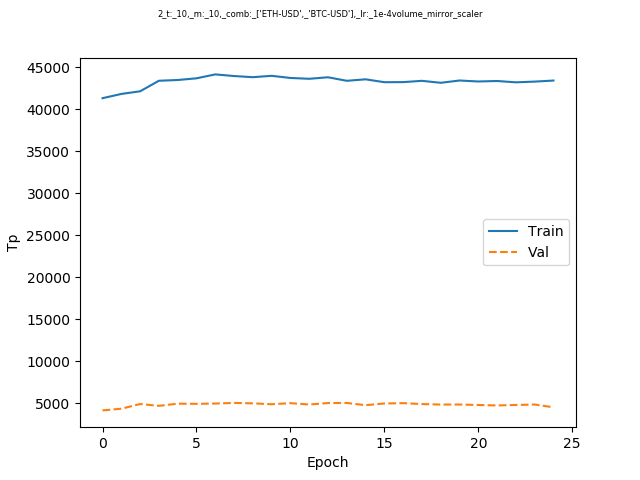 2_t:_10,_m:_10,_comb:_['ETH-USD',_'BTC-USD'],_lr:_1e-4volume_mirror_scaler
45000
40000
35000
30000
25000
20000
15000
10000
5000
Tp
Train
Val
0 5 10 15 20 25
Epoch